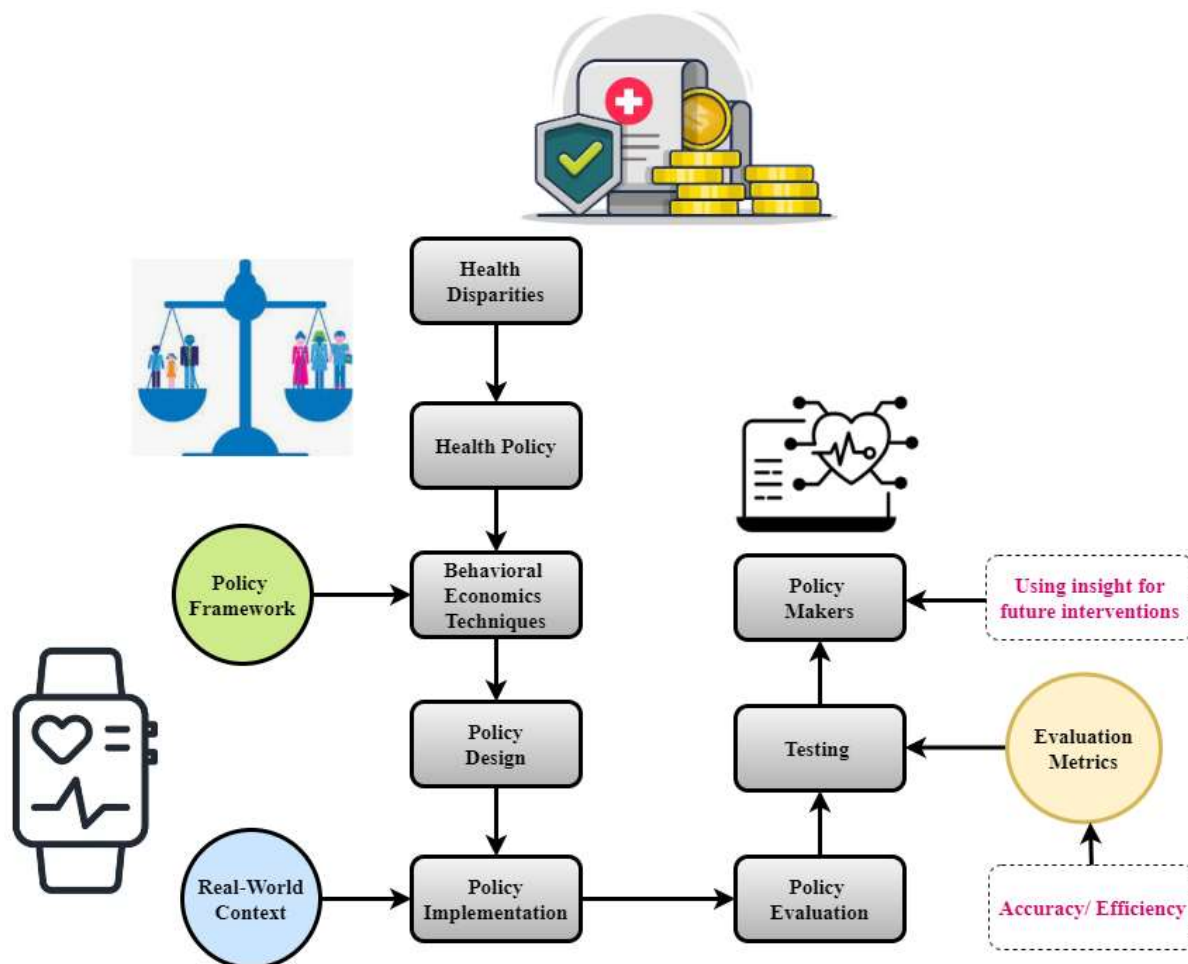 Health
Disparities
Health Policy
Policy
Framework
Behavioral
Economics
Techniques
Policy
Makers
Using insight for
future interventions
Policy
Design
Testing
Evaluation
Metrics
Real-World
Context
Policy
Implementation
Policy
Evaluation
Accuracy/ Efficiency